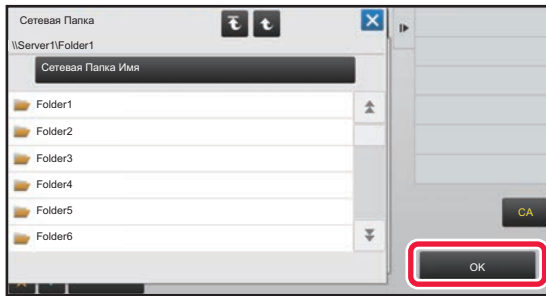 Сетевая Папка
\\Server1\Folder1
Сетевая Папка Имя
Folder1
Folder2
Folder3
Folder4
Folder5
Folder6
CA
OK